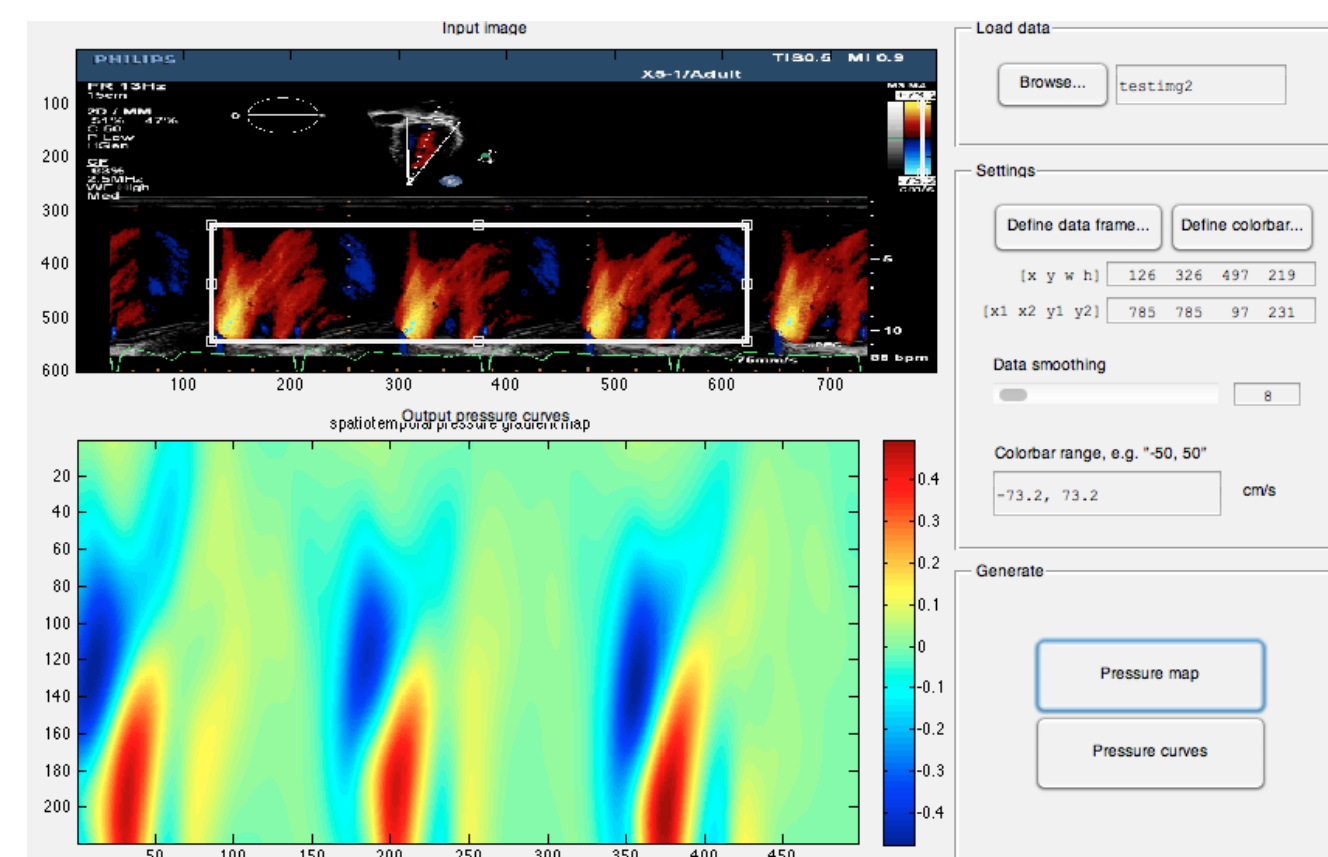 Input image
PHILIPS
TIS0.5 MI 0.9
X5-1/Adult
FR 13Hz
15cm
2D / MM
51% 47%
C 50
P Low
HGen
CF
63%
2.5MHz
WF High
Med
M3 M4
cm/s
5
10
75mm/s
88 bpm
100
200
300
400
500
600
100 200 300 400 500 600 700
Output pressure curves
spatiotemporal pressure gradient map
20
40
60
80
100
120
140
160
180
200
50 100 150 200 250 300 350 400 450
0.4
0.3
0.2
0.1
0
-0.1
-0.2
-0.3
-0.4
Load data
Browse... testimg2
Settings
Define data frame... Define colorbar...
[x y w h] 126 326 497 219
[x1 x2 y1 y2] 785 785 97 231
Data smoothing
8
Colorbar range, e.g. "-50, 50"
-73.2, 73.2 cm/s
Generate
Pressure map
Pressure curves